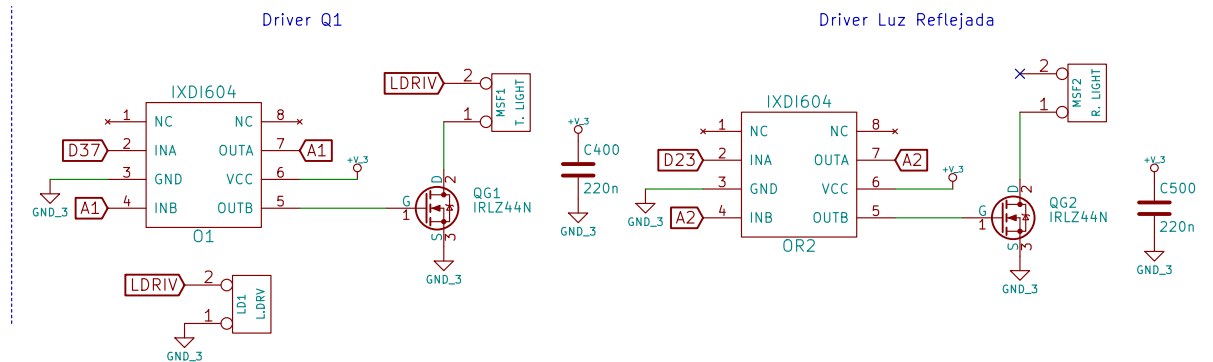 Driver Q1
Driver Luz Reflejada
LDRIV 2
1
MSF1
T. LIGHT
IXDI604
1 NC NC 8
D37 2 INA OUTA 7 A1
3 GND VCC 6 +V_3
GND_3
A1 4 INB OUTB 5
O1
G 1
D 2
S 3
QG1
IRLZ44N
GND_3
+V_3
C400
220n
GND_3
LDRIV 2
1
LD1
L.DRV
GND_3
2
1
MSF2
R. LIGHT
IXDI604
1 NC NC 8
D23 2 INA OUTA 7 A2
3 GND VCC 6 +V_3
GND_3
A2 4 INB OUTB 5
OR2
G 1
D 2
S 3
QG2
IRLZ44N
GND_3
+V_3
C500
220n
GND_3